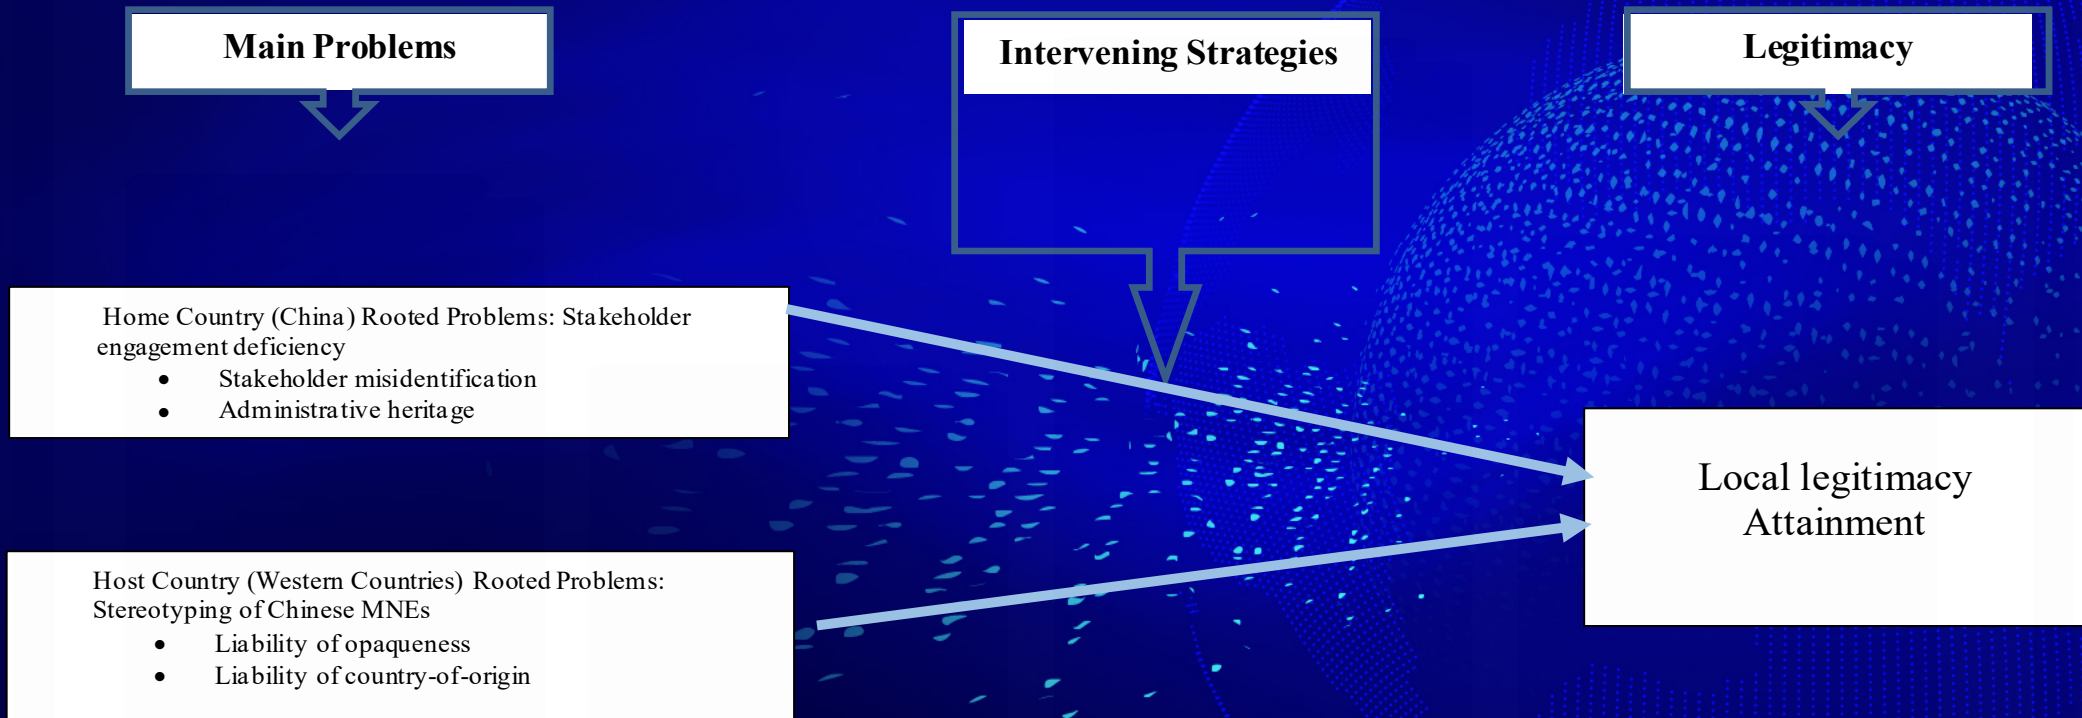 Main Problems
Intervening Strategies
Legitimacy
Home Country (China) Rooted Problems: Stakeholder
engagement deficiency
• Stakeholder misidentification
• Administrative heritage
Local legitimacy
Attainment
Host Country (Western Countries) Rooted Problems:
Stereotyping of Chinese MNEs
• Liability of opaqueness
• Liability of country-of-origin